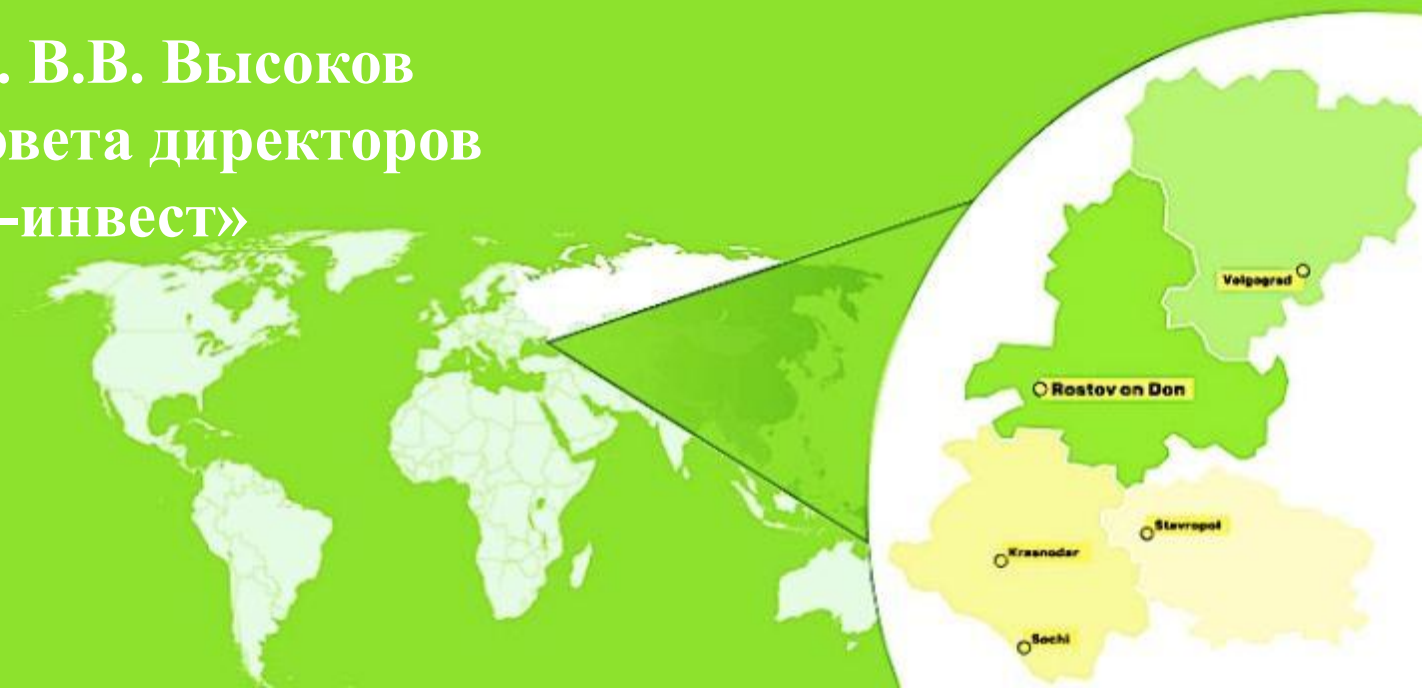 . В.В. Высоков
овета директоров
–инвест»
Volgograd
Rostov on Don
Stavropol
Krasnodar
Sochi